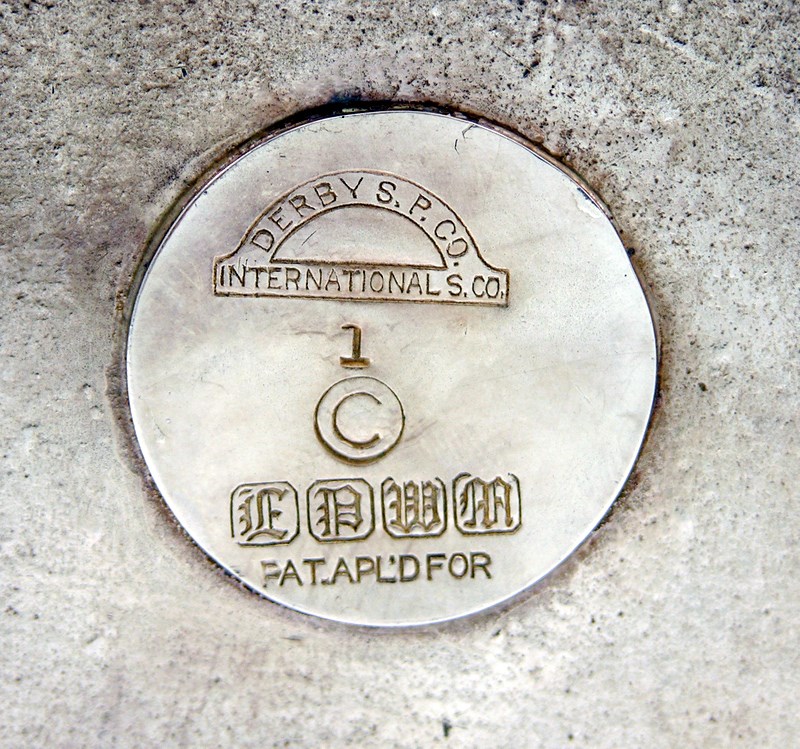 DERBY S. P. CO.
INTERNATIONAL S. CO.
1
©
E P W M
PAT. APL'D FOR